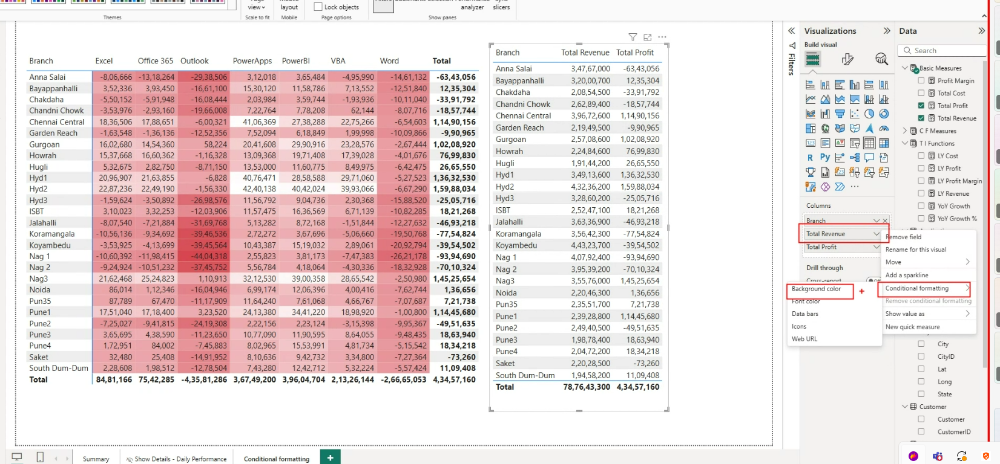 Page
view
Scale to fit
Mobile
layout
Mobile
Lock objects
Page options
Filters Bookmarks Selection Performance
analyzer
Sync
slicers
Show panes
Themes
Branch Excel Office 365 Outlook PowerApps PowerBI VBA Word Total
Anna Salai -8,06,666 -13,18,264 -29,38,506 3,12,018 3,65,484 -4,95,990 -14,61,132 -63,43,056
Bayappanhalli 3,52,336 3,93,450 -16,61,100 15,30,120 11,58,786 7,13,552 -12,51,840 12,35,304
Chakdaha -5,50,152 -5,91,948 -16,08,444 2,03,984 3,59,744 -1,93,936 -10,11,040 -33,91,792
Chandni Chowk -3,53,976 -2,93,160 -19,66,008 7,22,764 7,78,208 62,144 -8,07,716 -18,57,744
Chennai Central 18,36,506 17,88,651 -6,00,321 41,06,369 27,38,288 22,75,266 -6,54,603 1,14,90,156
Garden Reach -1,63,548 -1,36,136 -12,52,356 7,52,094 6,18,849 1,99,998 -10,09,866 -9,90,965
Gurgoan 16,02,680 14,54,360 58,224 20,41,608 29,90,916 23,28,576 -2,67,444 1,02,08,920
Howrah 15,37,668 16,60,362 -1,16,328 13,09,368 19,71,408 17,39,028 -4,01,676 76,99,830
Hugli 5,32,675 2,82,750 -8,71,150 13,53,000 11,60,775 8,49,975 -6,42,475 26,65,550
Hyd1 20,96,907 21,63,855 -6,828 40,76,471 28,58,588 29,71,060 -5,27,523 1,36,32,530
Hyd2 22,87,236 22,49,190 -1,56,330 42,40,138 40,42,024 39,93,066 -6,67,290 1,59,88,034
Hyd3 -1,59,624 -3,50,892 -26,98,576 11,56,792 9,04,736 2,30,368 -15,88,520 -25,05,716
ISBT 3,10,023 3,32,253 -12,03,906 11,57,475 16,36,569 6,71,139 -10,82,285 18,21,268
Jalahalli -8,07,540 -7,21,884 -31,69,768 5,13,282 8,72,168 -1,51,844 -12,27,632 -46,93,218
Koramangala -10,56,136 -9,34,692 -39,46,536 2,72,272 3,67,696 -5,06,660 -19,50,768 -77,54,824
Koyambedu -3,53,925 -4,13,699 -39,45,564 10,43,387 15,19,032 2,89,061 -20,92,794 -39,54,502
Nag 1 -10,60,392 -11,98,415 -44,04,318 2,55,823 3,81,173 -7,47,383 -26,21,178 -93,94,690
Nag 2 -9,24,924 -10,51,232 -37,45,752 5,56,784 4,18,064 -4,30,336 -18,32,928 -70,10,324
Nag3 21,62,468 25,24,823 1,10,913 32,12,530 39,00,358 28,65,542 -2,50,980 1,45,25,654
Noida 86,014 1,12,346 -16,04,946 6,99,174 12,06,396 4,00,416 -7,62,744 1,36,656
Pun35 87,789 67,470 -11,17,909 11,64,240 7,61,068 4,66,767 -7,07,687 7,21,738
Pune1 17,51,040 17,18,400 3,23,520 24,13,380 34,41,220 18,98,920 -1,00,800 1,14,45,680
Pune2 -7,25,027 -9,41,815 -24,19,308 2,22,156 2,23,124 -3,15,398 -9,95,367 -49,51,635
Pune3 3,65,695 4,38,590 -11,23,650 10,77,090 11,90,595 8,64,055 -9,48,435 18,63,940
Pune4 1,72,951 84,002 -7,45,883 8,02,965 15,53,991 4,81,734 -5,15,542 18,34,218
Saket 32,480 25,408 -14,91,952 8,10,636 9,42,732 3,34,800 -7,27,364 -73,260
South Dum-Dum 2,28,608 1,98,512 -12,78,504 7,43,280 12,42,712 5,32,224 -5,57,424 11,09,408
Total 84,81,166 75,42,285 -4,35,81,286 3,67,49,200 3,96,04,704 2,13,26,144 -2,66,65,053 4,34,57,160
Branch Total Revenue Total Profit
Anna Salai 3,47,67,000 -63,43,056
Bayappanhalli 3,20,00,700 12,35,304
Chakdaha 2,08,54,500 -33,91,792
Chandni Chowk 2,62,89,400 -18,57,744
Chennai Central 3,96,72,600 1,14,90,156
Garden Reach 2,19,49,500 -9,90,965
Gurgoan 2,57,08,600 1,02,08,920
Howrah 2,24,84,600 76,99,830
Hugli 1,91,44,200 26,65,550
Hyd1 3,49,13,600 1,36,32,530
Hyd2 4,32,36,200 1,59,88,034
Hyd3 3,28,60,200 -25,05,716
ISBT 2,52,47,100 18,21,268
Jalahalli 3,63,36,900 -46,93,218
Koramangala 3,56,42,300 -77,54,824
Koyambedu 4,43,23,700 -39,54,502
Nag 1 4,07,92,400 -93,94,690
Nag 2 3,95,39,200 -70,10,324
Nag3 3,55,76,000 1,45,25,654
Noida 2,20,46,300 1,36,656
Pun35 2,35,51,700 7,21,738
Pune1 2,39,28,800 1,14,45,680
Pune2 2,49,40,500 -49,51,635
Pune3 1,98,78,400 18,63,940
Pune4 2,04,72,200 18,34,218
Saket 2,20,28,500 -73,260
South Dum-Dum 1,94,58,200 11,09,408
Total 78,76,43,300 4,34,57,160
Filters
Visualizations
Build visual
R Py
Columns
Branch
Total Revenue
Total Profit
Drill through
Cross-report
Off
Remove field
Rename for this visual
Move
Add a sparkline
Conditional formatting
Remove conditional formatting
Show value as
New quick measure
Background color
+
Font color
Data bars
Icons
Web URL
Data
Search
Basic Measures
Profit Margin
Total Cost
Total Profit
Total Revenue
C F Measures
T I Functions
LY Cost
LY Profit
LY Profit Margin
LY Revenue
YoY Growth
YoY Growth %
City
CityID
Lat
Long
State
Customer
Customer
CustomerID
Summary
Show Details - Daily Performance
Conditional formatting
+